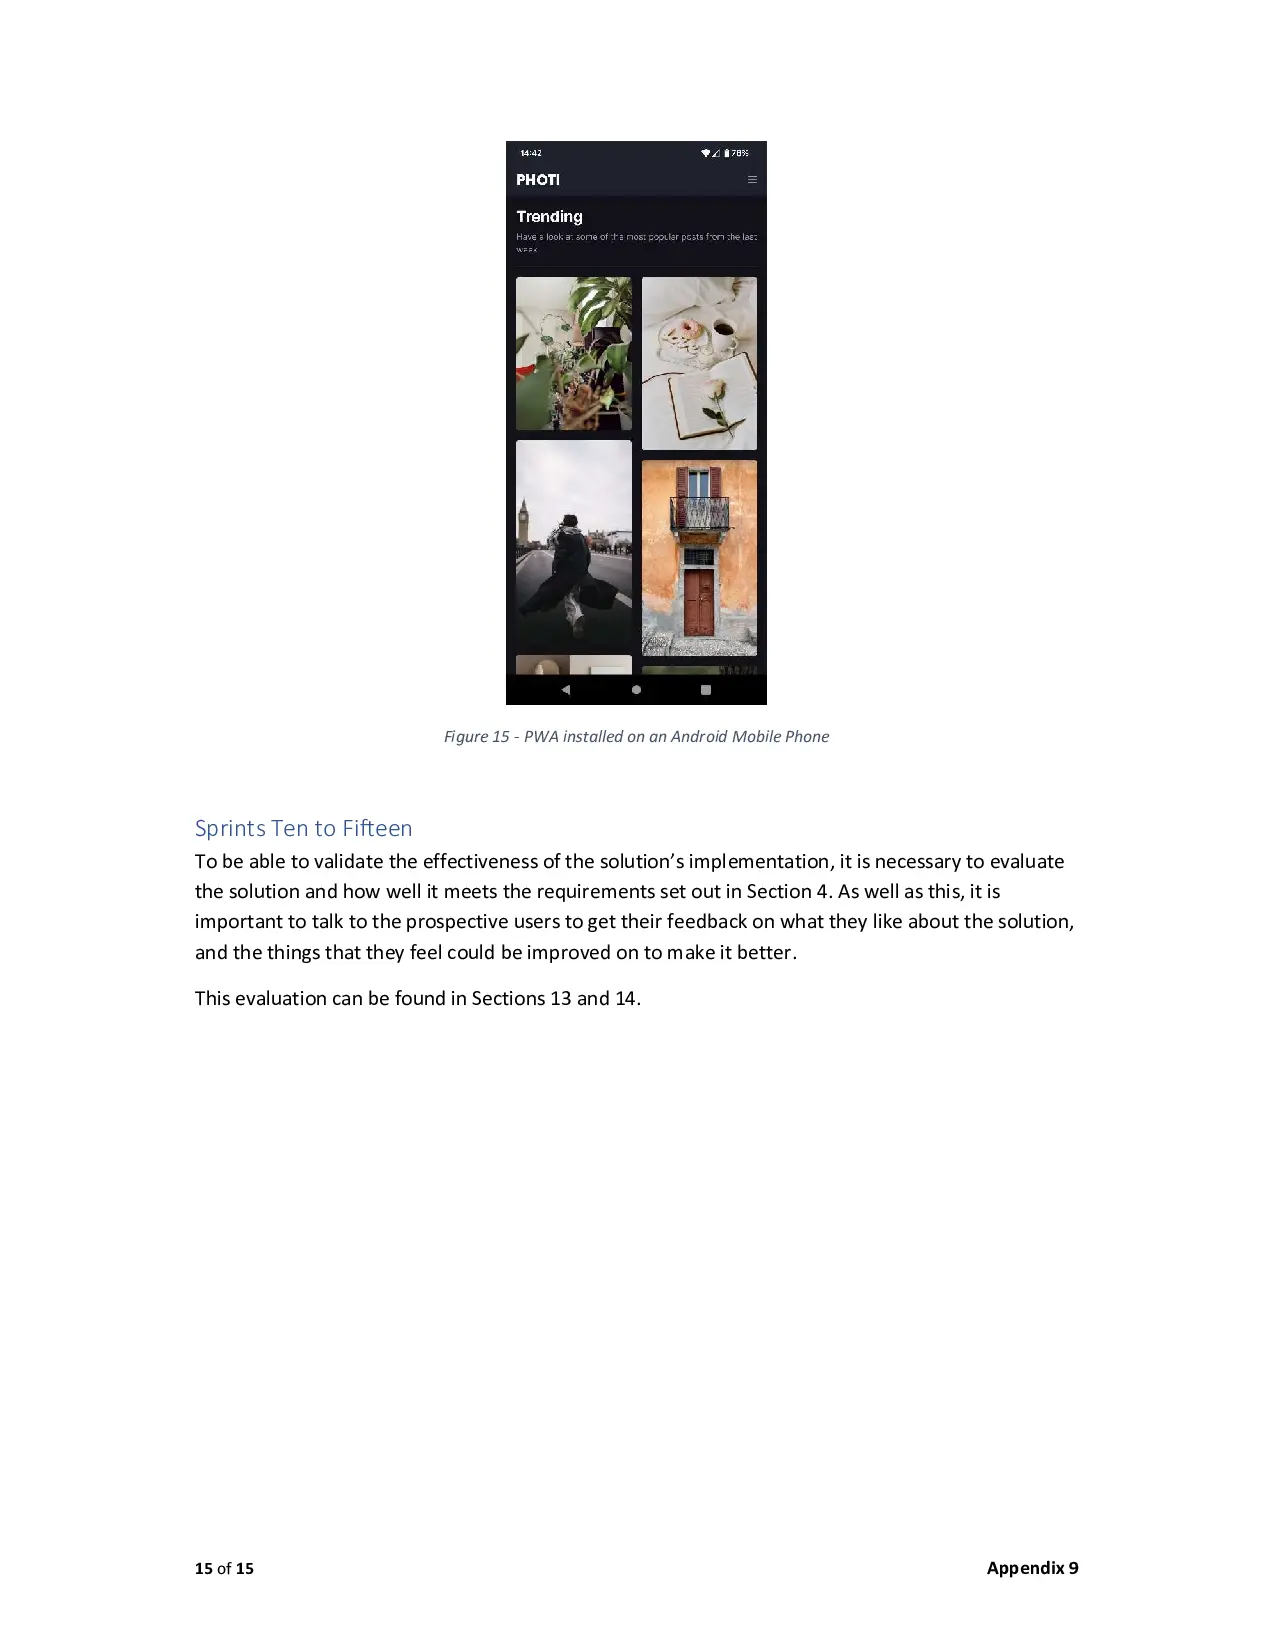 14:42
78%
PHOTI
Trending
Have a look at some of the most popular posts from the last
week
Figure 15 - PWA installed on an Android Mobile Phone
Sprints Ten to Fifteen
To be able to validate the effectiveness of the solution’s implementation, it is necessary to evaluate
the solution and how well it meets the requirements set out in Section 4. As well as this, it is
important to talk to the prospective users to get their feedback on what they like about the solution,
and the things that they feel could be improved on to make it better.
This evaluation can be found in Sections 13 and 14.
15 of 15
Appendix 9